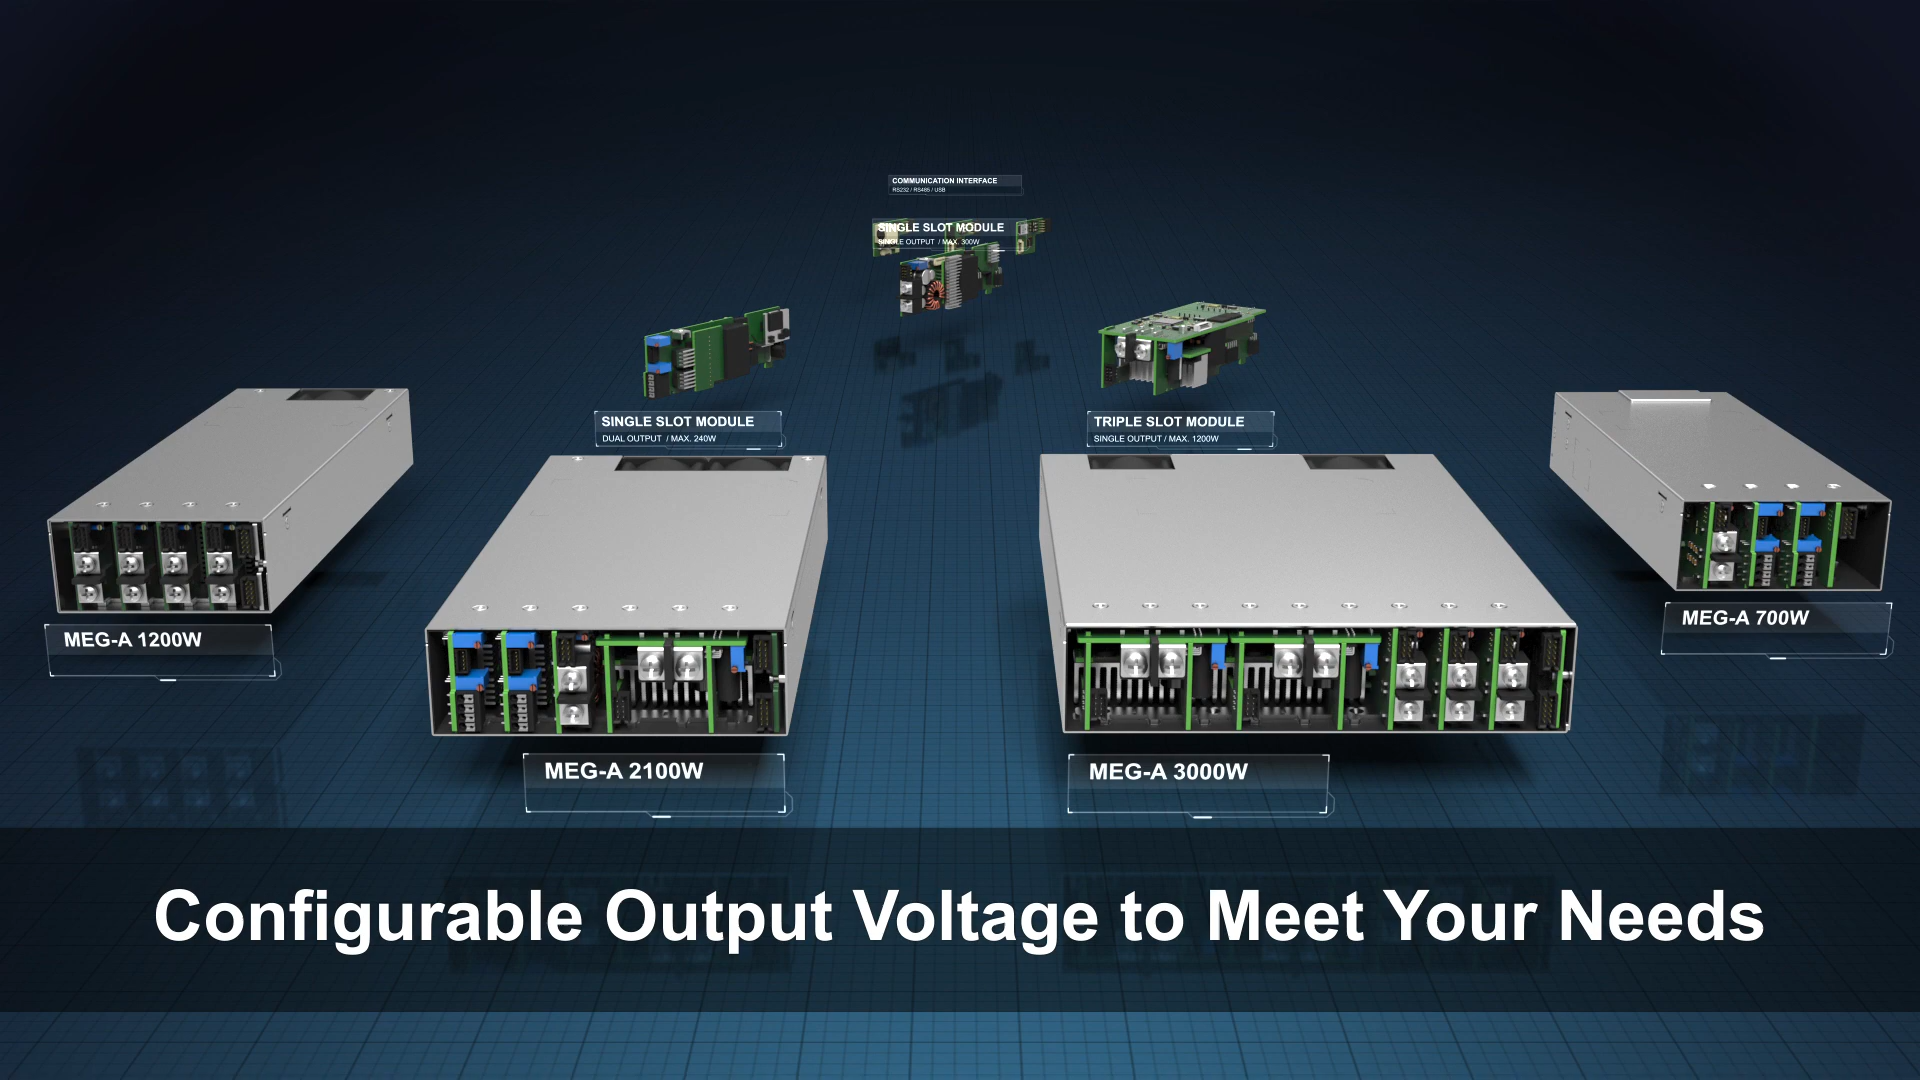 COMMUNICATION INTERFACE
RS232 / RS485 / USB
SINGLE SLOT MODULE
SINGLE OUTPUT / MAX. 300W
SINGLE SLOT MODULE
DUAL OUTPUT / MAX. 240W
TRIPLE SLOT MODULE
SINGLE OUTPUT / MAX. 1200W
MEG-A 1200W
MEG-A 2100W
MEG-A 3000W
MEG-A 700W
Configurable Output Voltage to Meet Your Needs